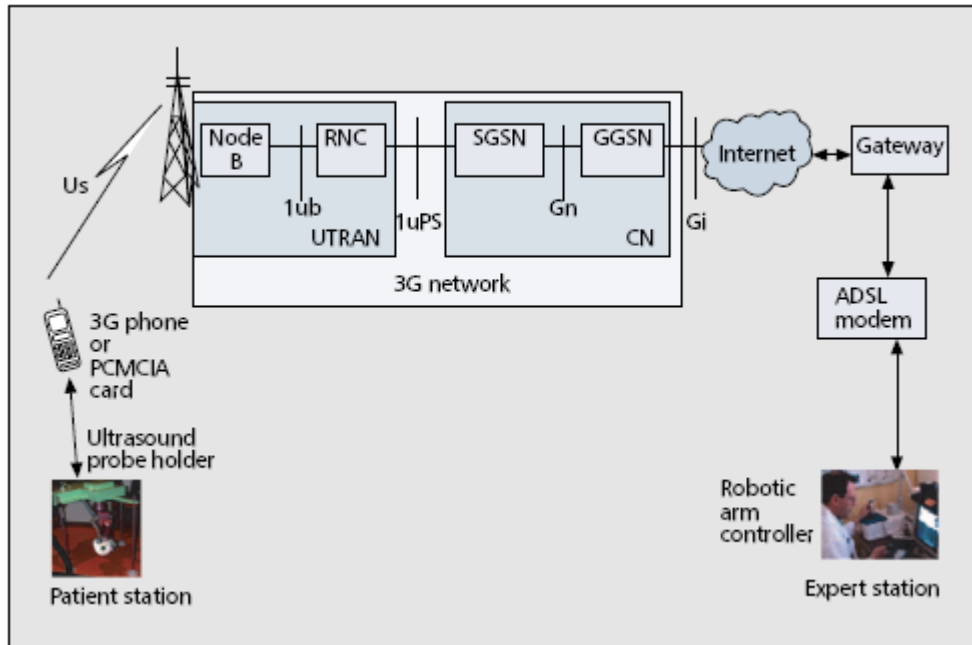 Node
B
RNC
SGSN
GGSN
Internet
Gateway
Us
1ub
1uPS
Gn
Gi
UTRAN
CN
3G network
ADSL
modem
3G phone
or
PCMCIA
card
Ultrasound
probe holder
Robotic
arm
controller
Patient station
Expert station